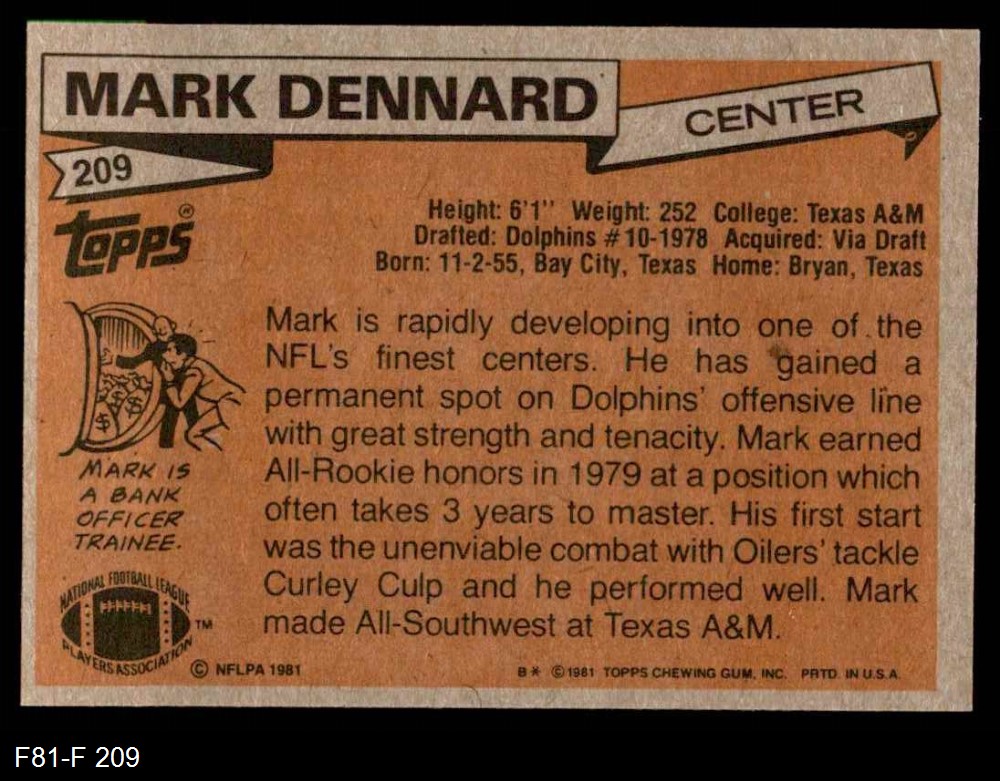 MARK DENNARD
CENTER
209
Topps®
Height: 6'1" Weight: 252 College: Texas A&M
Drafted: Dolphins #10-1978 Acquired: Via Draft
Born: 11-2-55, Bay City, Texas Home: Bryan, Texas
Mark is rapidly developing into one of the
NFL's finest centers. He has gained a
permanent spot on Dolphins' offensive line
with great strength and tenacity. Mark earned
All-Rookie honors in 1979 at a position which
often takes 3 years to master. His first start
was the unenviable combat with Oilers' tackle
Curley Culp and he performed well. Mark
made All-Southwest at Texas A&M.
$ $ $
MARK IS
A BANK
OFFICER
TRAINEE.
NATIONAL FOOTBALL LEAGUE
PLAYERS ASSOCIATION
TM
© NFLPA 1981
B* ©1981 TOPPS CHEWING GUM, INC. PRTD. IN U.S.A.
F81-F 209